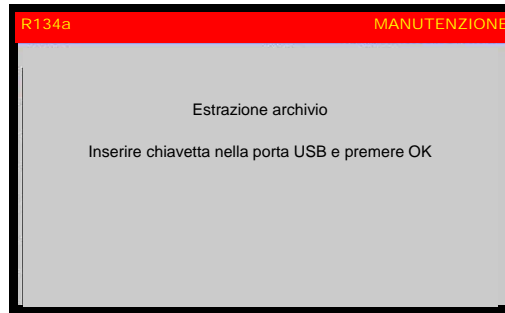 R134a MANUTENZIONE
Estrazione archivio
Inserire chiavetta nella porta USB e premere OK